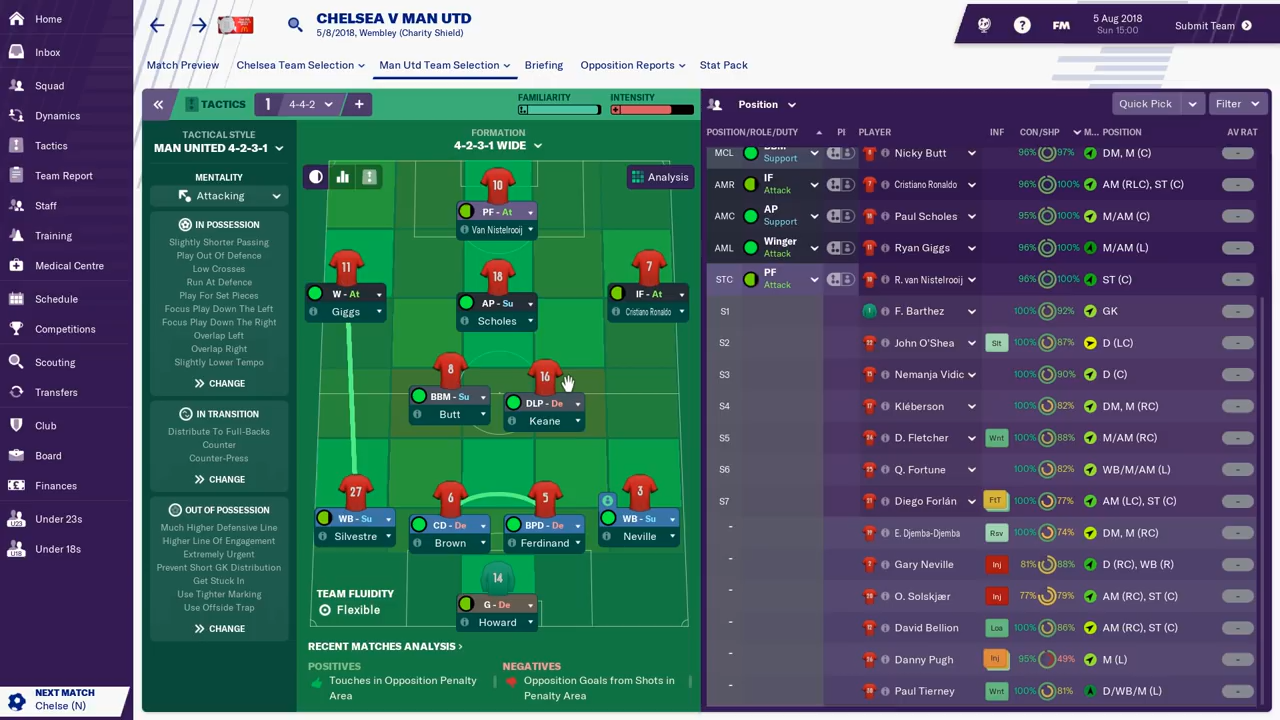 Home
Inbox
Squad
Dynamics
Tactics
Team Report
Staff
Training
Medical Centre
Schedule
Competitions
Scouting
Transfers
Club
Board
Finances
U23 Under 23s
U18 Under 18s
NEXT MATCH
Chelse (N)
CHELSEA V MAN UTD
5/8/2018, Wembley (Charity Shield)
? FM 5 Aug 2018
Sun 15:00
Submit Team
Match Preview Chelsea Team Selection Man Utd Team Selection Briefing Opposition Reports Stat Pack
TACTICS 1 4-4-2 +
FAMILIARITY INTENSITY
TACTICAL STYLE
MAN UNITED 4-2-3-1
MENTALITY
Attacking
IN POSSESSION
Slightly Shorter Passing
Play Out Of Defence
Low Crosses
Run At Defence
Play For Set Pieces
Focus Play Down The Left
Focus Play Down The Right
Overlap Left
Overlap Right
Slightly Lower Tempo
CHANGE
IN TRANSITION
Distribute To Full-Backs
Counter
Counter-Press
CHANGE
OUT OF POSSESSION
Much Higher Defensive Line
Higher Line Of Engagement
Extremely Urgent
Prevent Short GK Distribution
Get Stuck In
Use Tighter Marking
Use Offside Trap
CHANGE
FORMATION
4-2-3-1 WIDE
Analysis
10
PF - At
Van Nistelrooij
11
W - At
Giggs
18
AP - Su
Scholes
7
IF - At
Cristiano Ronaldo
8
BBM - Su
Butt
16
DLP - De
Keane
27
WB - Su
Silvestre
6
CD - De
Brown
5
BPD - De
Ferdinand
3
WB - Su
Neville
14
G - De
Howard
TEAM FLUIDITY
Flexible
RECENT MATCHES ANALYSIS
POSITIVES
Touches in Opposition Penalty
Area
NEGATIVES
Opposition Goals from Shots in
Penalty Area
Position
Quick Pick Filter
POSITION/ROLE/DUTY PI PLAYER INF CON/SHP M... POSITION AV RAT
MCL Support Nicky Butt 96% 97% DM, M (C) -
AMR IF Attack Cristiano Ronaldo 96% 100% AM (RLC), ST (C) -
AMC AP Support Paul Scholes 95% 100% M/AM (C) -
AML Winger Attack Ryan Giggs 96% 100% M/AM (L) -
STC PF Attack R. van Nistelrooij 96% 100% ST (C) -
S1 F. Barthez 100% 92% GK -
S2 John O'Shea Slt 100% 87% D (LC) -
S3 Nemanja Vidic 100% 90% D (C) -
S4 Kléberson 100% 82% DM, M (RC) -
S5 D. Fletcher Wnt 100% 88% M/AM (RC) -
S6 Q. Fortune 100% 82% WB/M/AM (L) -
S7 Diego Forlán FtT 100% 77% AM (LC), ST (C) -
- E. Djemba-Djemba Rsv 100% 74% DM, M (RC) -
- Gary Neville Inj 81% 88% D (RC), WB (R) -
- O. Solskjær Inj 77% 79% AM (RC), ST (C) -
- David Bellion Loa 100% 86% AM (RC), ST (C) -
- Danny Pugh Inj 95% 49% M (L) -
- Paul Tierney Wnt 100% 81% D/WB/M (L) -